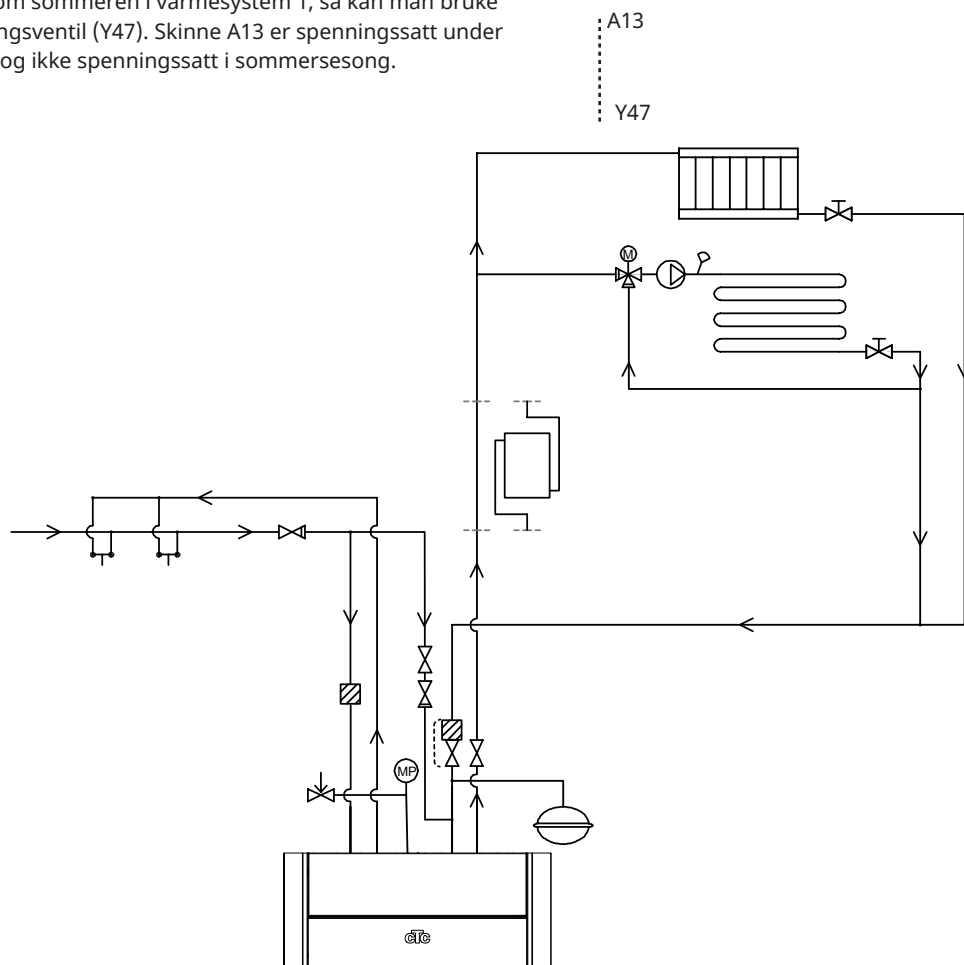 om sommeren i varmesystem 1, så kan man bruke
ngsventil (Y47). Skinne A13 er spenningssatt under
og ikke spenningssatt i sommersesong.
A13
Y47
M
MP
cTc